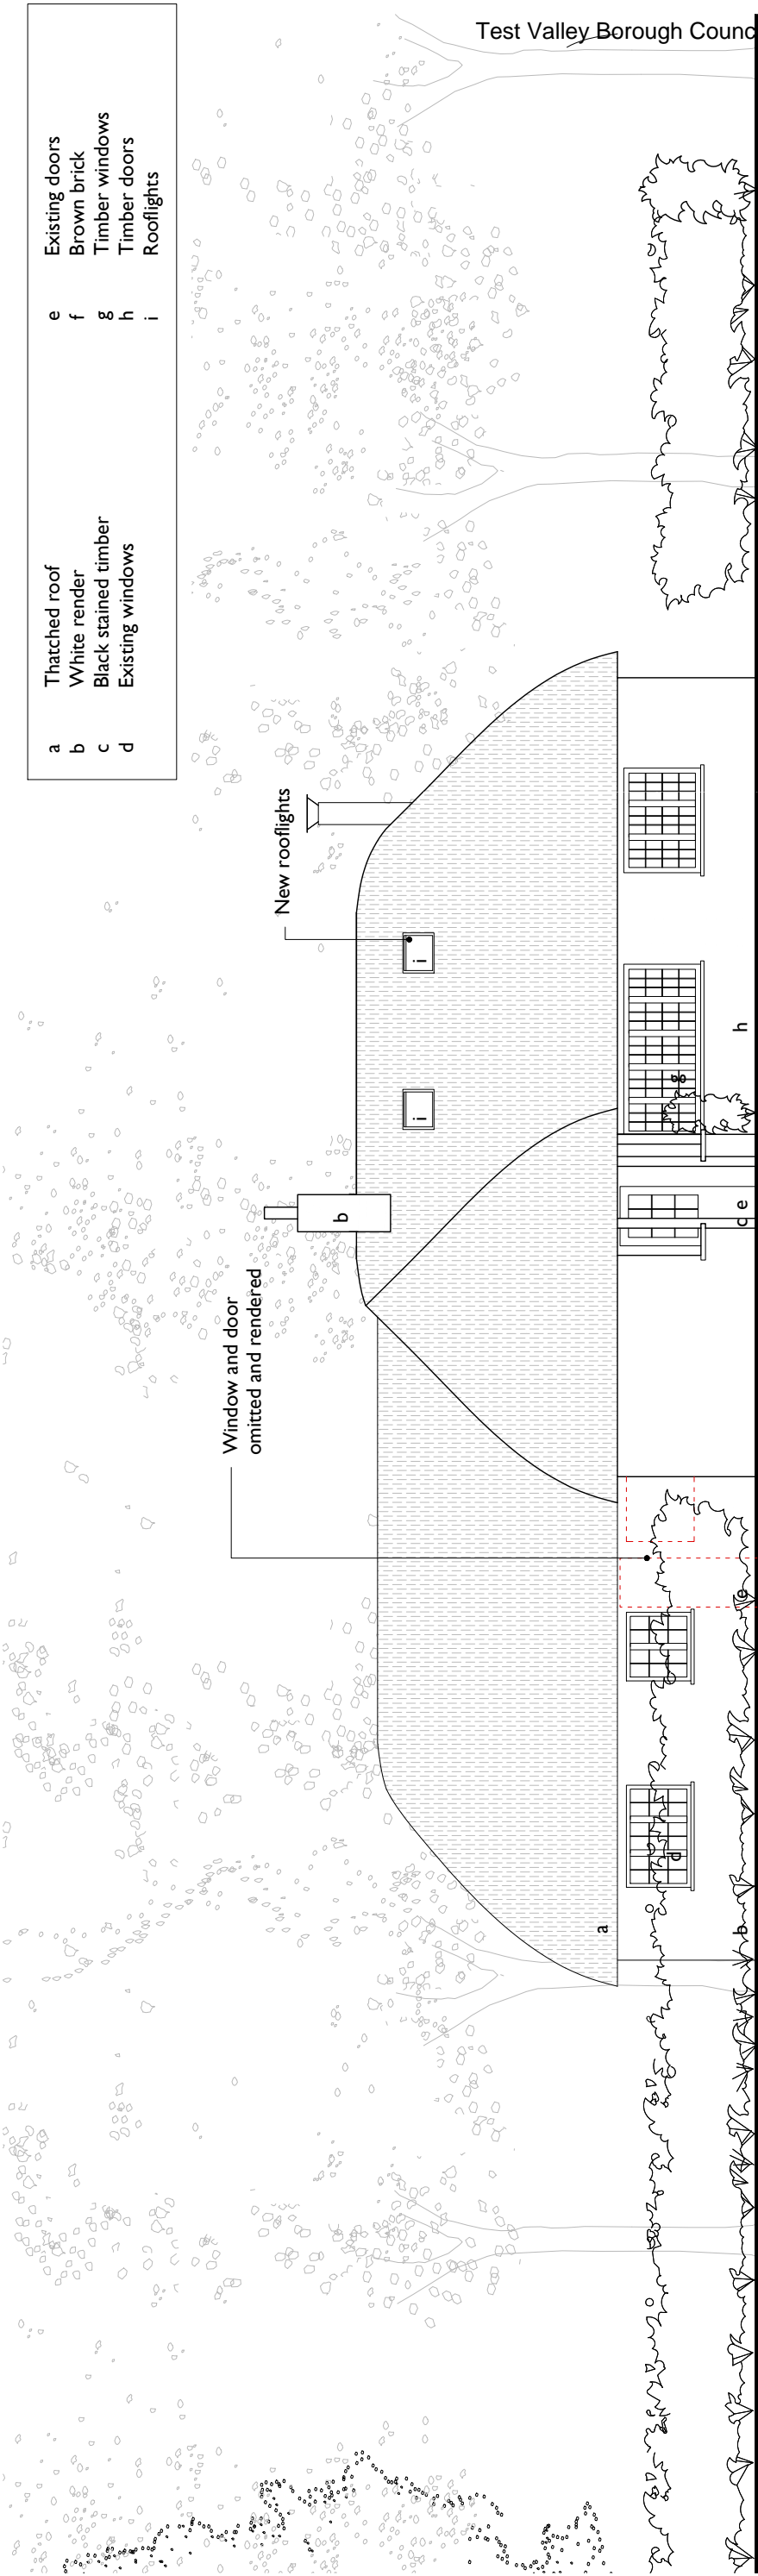 Test Valley Borough Counc
a Thatched roof
b White render
c Black stained timber
d Existing windows
e Existing doors
f Brown brick
g Timber windows
h Timber doors
i Rooflights
Window and door
omitted and rendered
New rooflights
a
b
d
e
b
c e
i
i
g
h